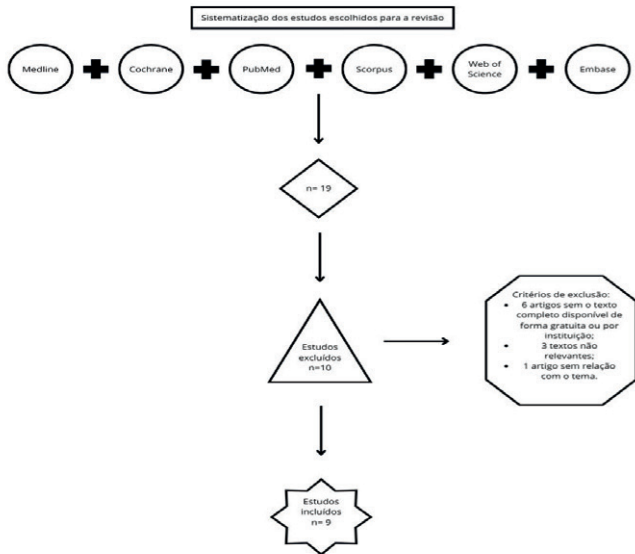 Sistematização dos estudos escolhidos para a revisão
Medline
Cochrane
PubMed
Scorpus
Web of
Science
Embase
n= 19
Estudos
excluídos
n=10
Critérios de exclusão:
• 6 artigos sem o texto
completo disponível de
forma gratuita ou por
instituição;
• 3 textos não
relevantes;
• 1 artigo sem relação
com o tema.
Estudos
incluídos
n= 9